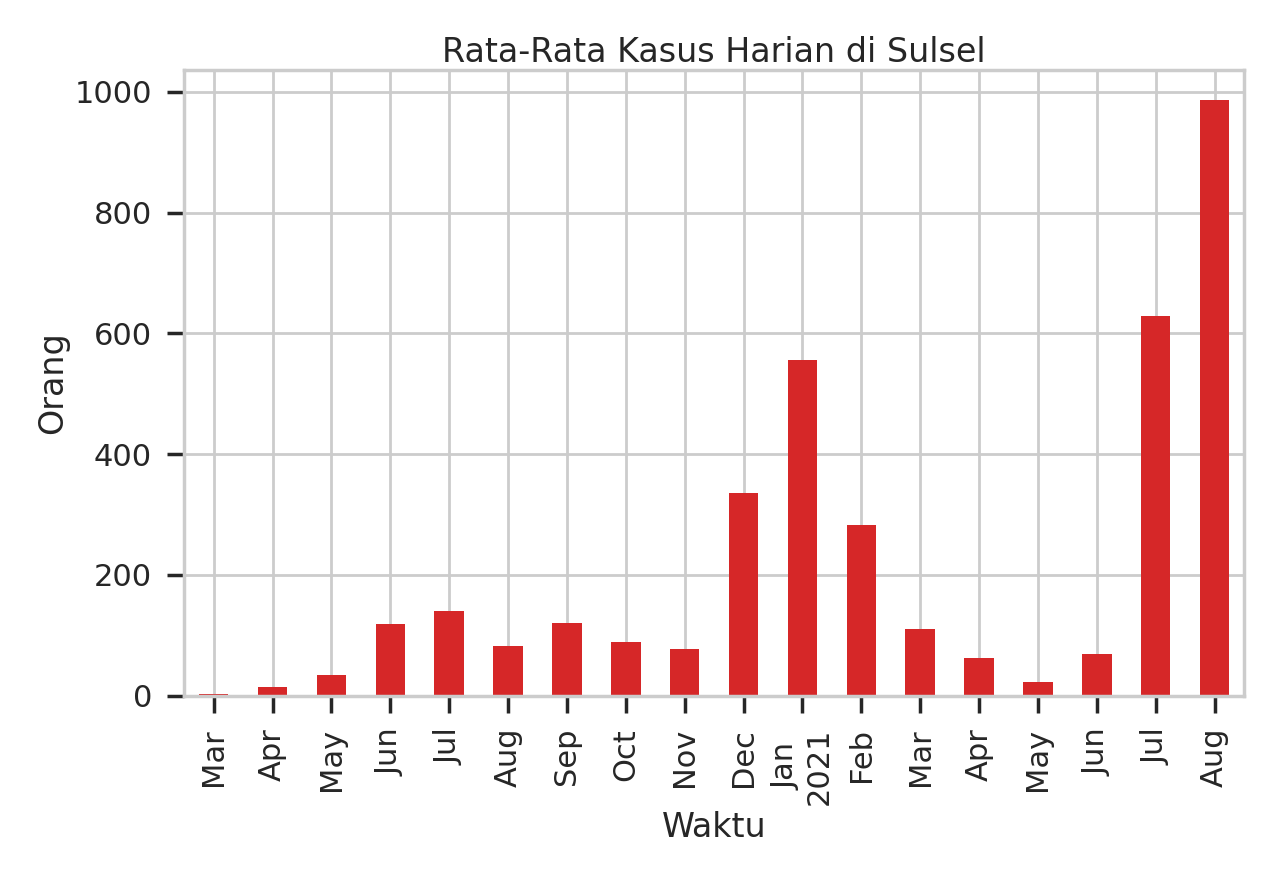 Rata-Rata Kasus Harian di Sulsel
1000
800
600
400
200
0
Orang
Mar
Apr
May
Jun
Jul
Aug
Sep
Oct
Nov
Dec
Jan
2021
Feb
Mar
Apr
May
Jun
Jul
Aug
Waktu